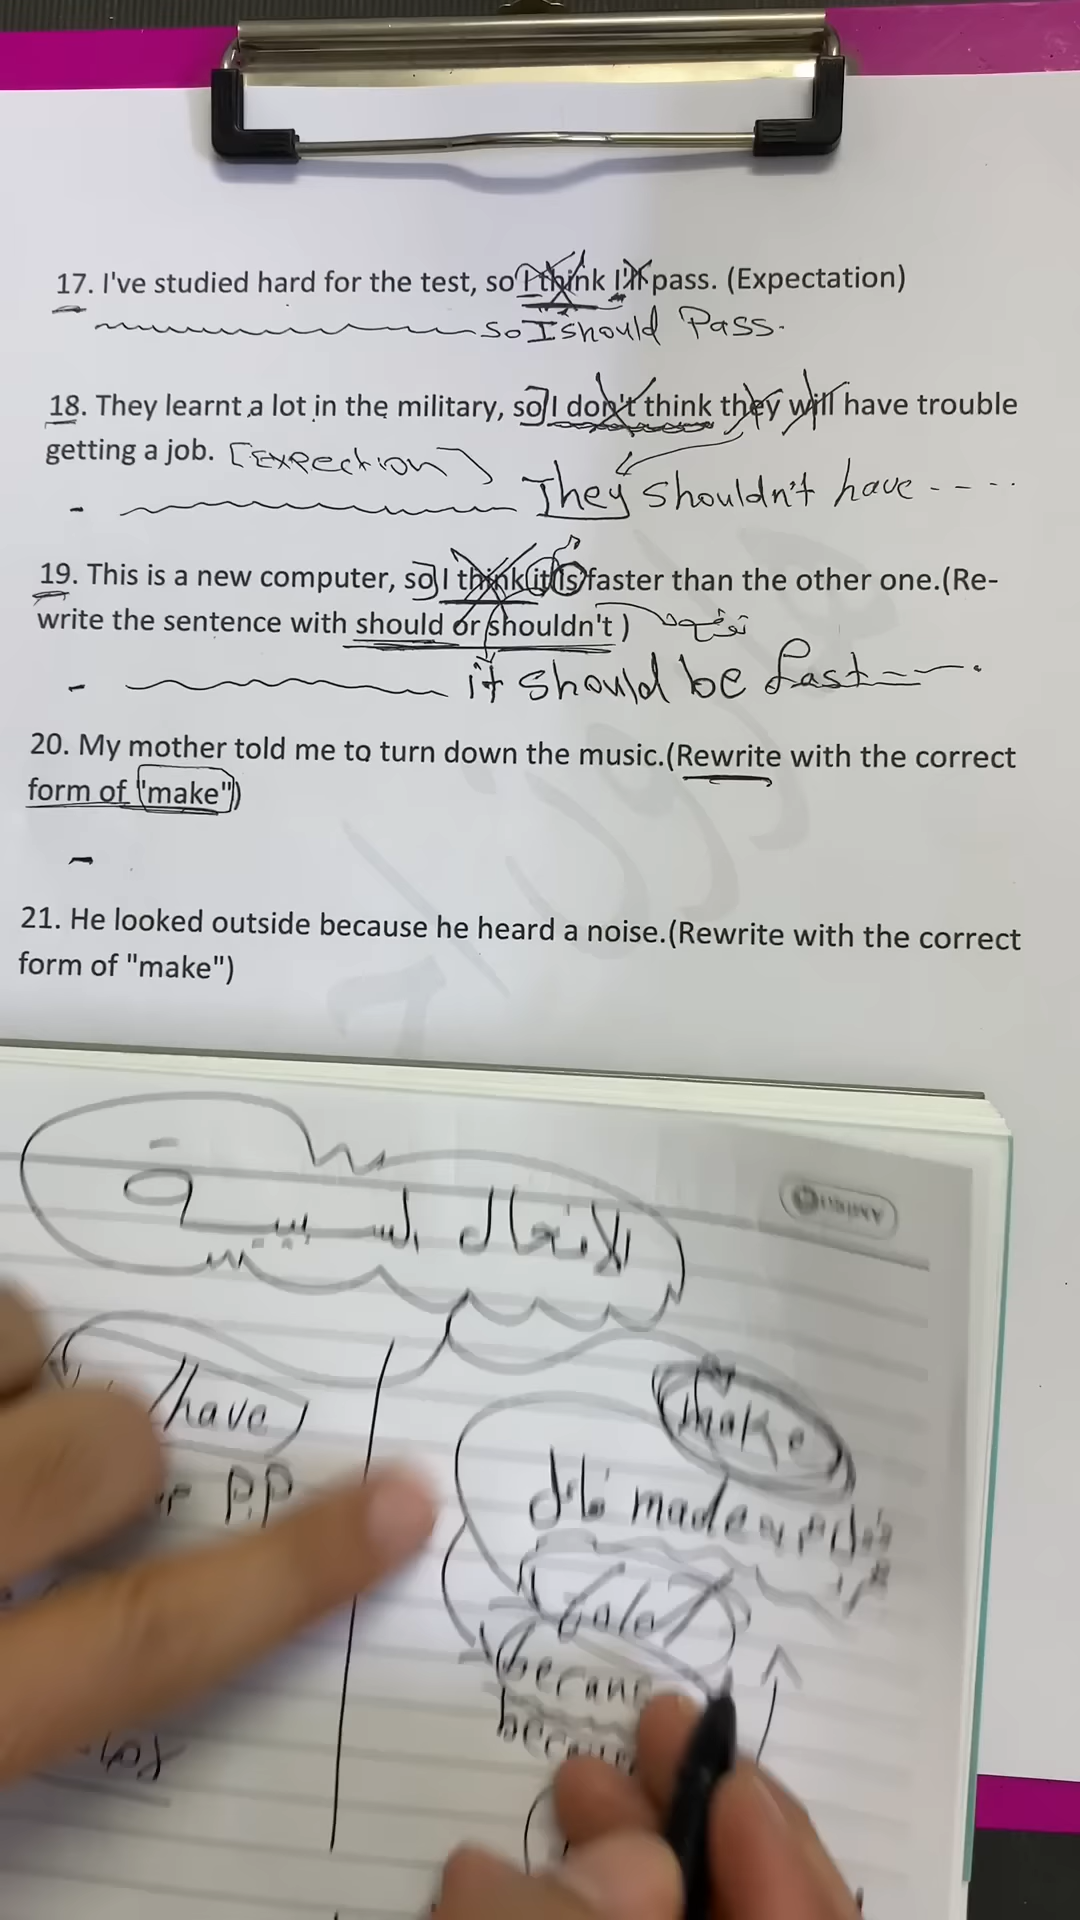 17. I've studied hard for the test, so I think I'll pass. (Expectation)
so I should Pass.
18. They learnt a lot in the military, so I don't think they will have trouble
getting a job. [Expection]
They shouldn't have ----
19. This is a new computer, so I think it is faster than the other one.(Re-
write the sentence with should or shouldn't ) توقع
- it should be fast
20. My mother told me to turn down the music.(Rewrite with the correct
form of "make")
-
21. He looked outside because he heard a noise.(Rewrite with the correct
form of "make")
السببية
have
make
P.P
made فاعل